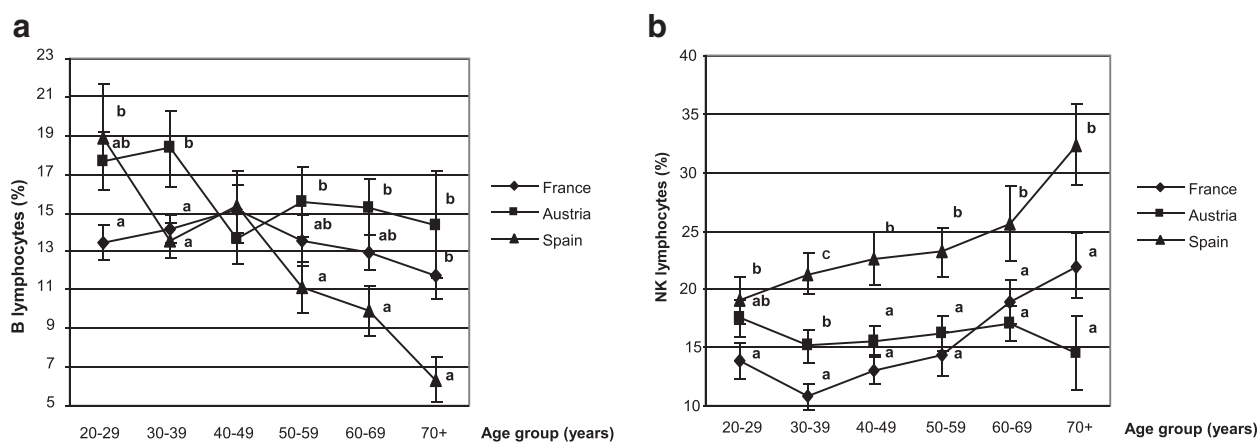 a
23
21
19
17
15
13
11
9
7
5
B lymphocytes (%)
b
ab
b
a
a
b
b
b
ab
ab
b
a
a
a
20-29 30-39 40-49 50-59 60-69 70+ Age group (years)
France
Austria
Spain
b
40
35
30
25
20
15
10
NK lymphocytes (%)
b
b
b
b
c
b
ab
b
a
a
a
a
a
a
a
a
a
20-29 30-39 40-49 50-59 60-69 70+ Age group (years)
France
Austria
Spain